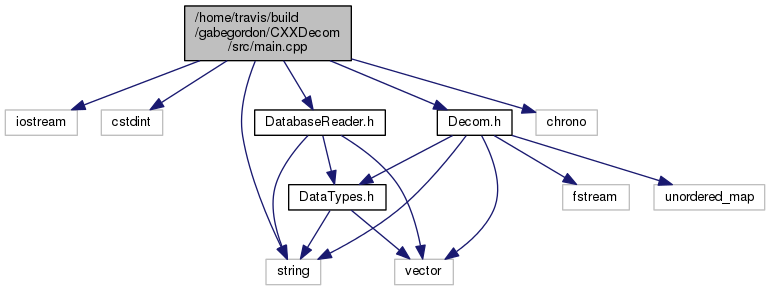 /home/travis/build
/gabegordon/CXXDecom
/src/main.cpp
iostream
cstdint
DatabaseReader.h
Decom.h
chrono
DataTypes.h
fstream
unordered_map
string
vector